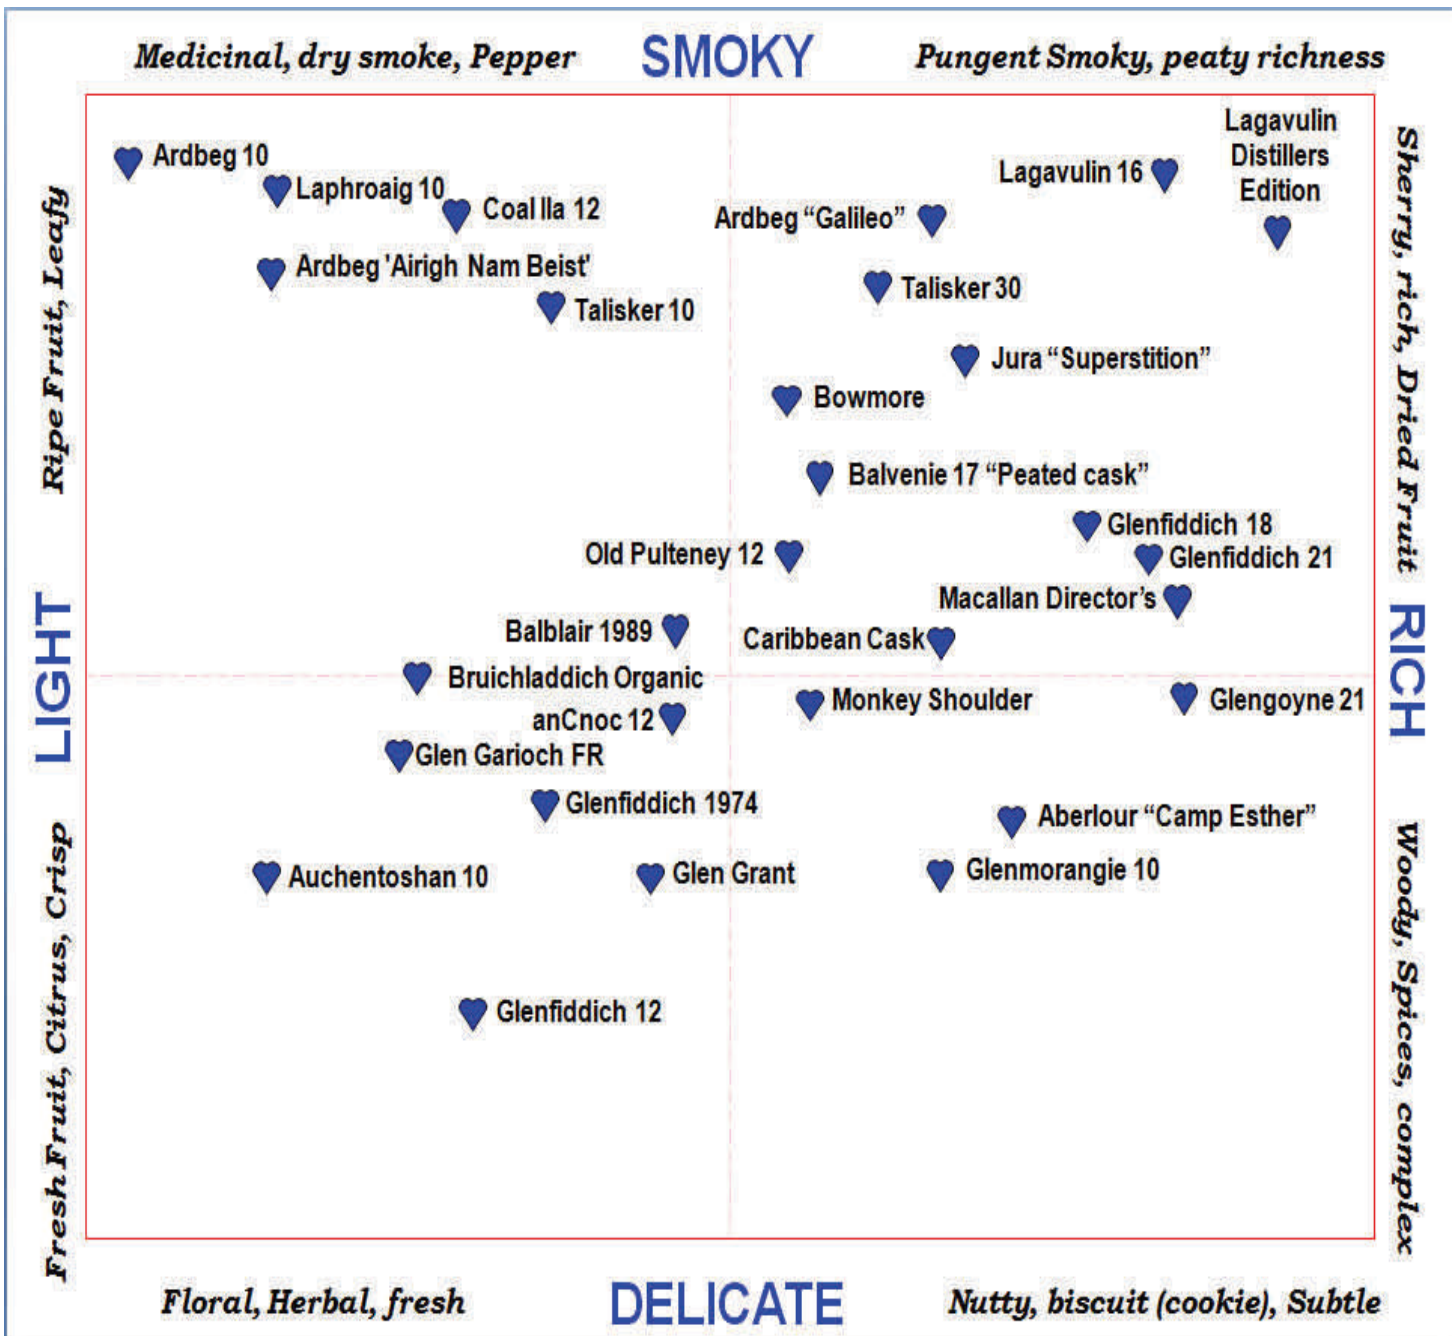 Medicinal, dry smoke, Pepper
SMOKY
Pungent Smoky, peaty richness
Ripe Fruit, Leafy
LIGHT
Fresh Fruit, Citrus, Crisp
Ardbeg 10
Laphroaig 10
Coal Ila 12
Ardbeg 'Airigh Nam Beist'
Talisker 10
Lagavulin
Distillers
Edition
Lagavulin 16
Ardbeg “Galileo”
Talisker 30
Jura “Superstition”
Bowmore
Balvenie 17 “Peated cask”
Glenfiddich 18
Old Pulteney 12
Glenfiddich 21
Macallan Director’s
Balblair 1989
Caribbean Cask
Bruichladdich Organic
Monkey Shoulder
Glengoyne 21
anCnoc 12
Glen Garioch FR
Glenfiddich 1974
Aberlour “Camp Esther”
Auchentoshan 10
Glen Grant
Glenmorangie 10
Glenfiddich 12
Sherry, rich, Dried Fruit
RICH
Woody, Spices, complex
Floral, Herbal, fresh
DELICATE
Nutty, biscuit (cookie), Subtle